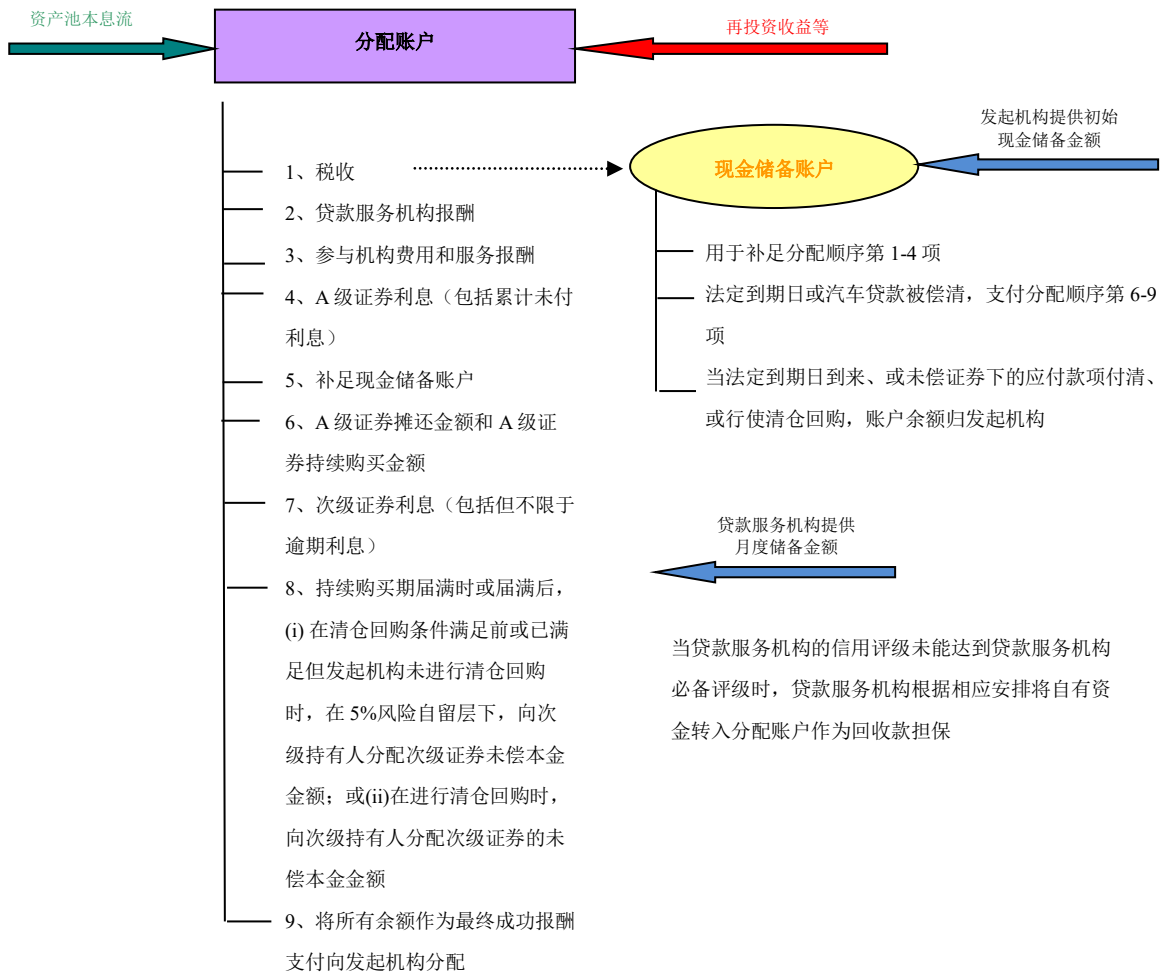 资产池本息流
分配账户
再投资收益等
发起机构提供初始
现金储备金额
现金储备账户
1、税收
2、贷款服务机构报酬
3、参与机构费用和服务报酬
4、A 级证券利息（包括累计未付
利息）
5、补足现金储备账户
6、A 级证券摊还金额和 A 级证
券持续购买金额
7、次级证券利息（包括但不限于
逾期利息）
8、持续购买期届满时或届满后，
(i) 在清仓回购条件满足前或已满
足但发起机构未进行清仓回购
时，在 5%风险自留层下，向次
级持有人分配次级证券未偿本金
金额；或(ii)在进行清仓回购时，
向次级持有人分配次级证券的未
偿本金金额
9、将所有余额作为最终成功报酬
支付向发起机构分配
用于补足分配顺序第 1-4 项
法定到期日或汽车贷款被偿清，支付分配顺序第 6-9
项
当法定到期日到来、或未偿证券下的应付款项付清、
或行使清仓回购，账户余额归发起机构
贷款服务机构提供
月度储备金额
当贷款服务机构的信用评级未能达到贷款服务机构
必备评级时，贷款服务机构根据相应安排将自有资
金转入分配账户作为回收款担保